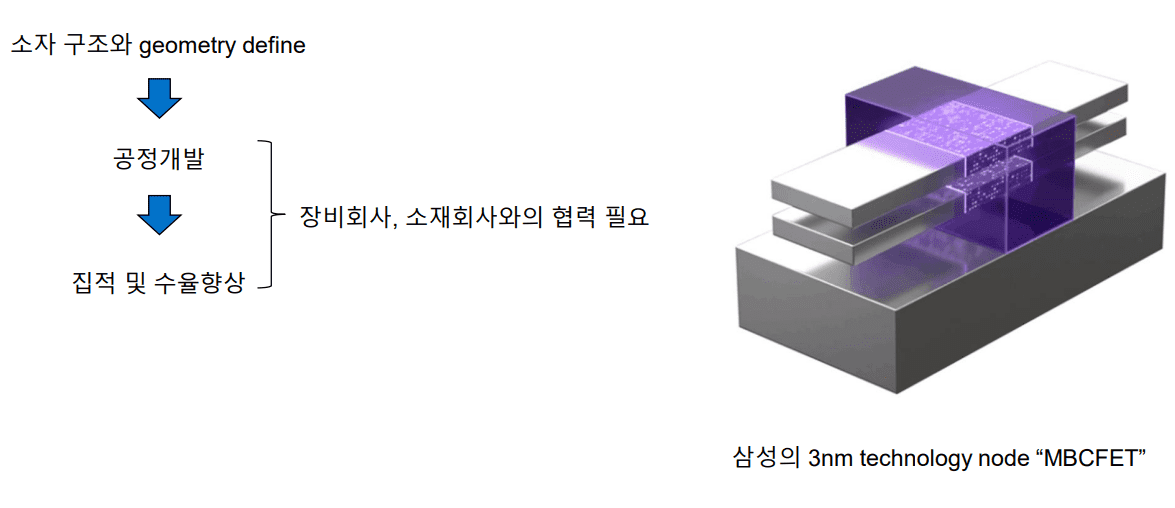 소자 구조와 geometry define
공정개발
장비회사, 소재회사와의 협력 필요
집적 및 수율향상
삼성의 3nm technology node “MBCFET”